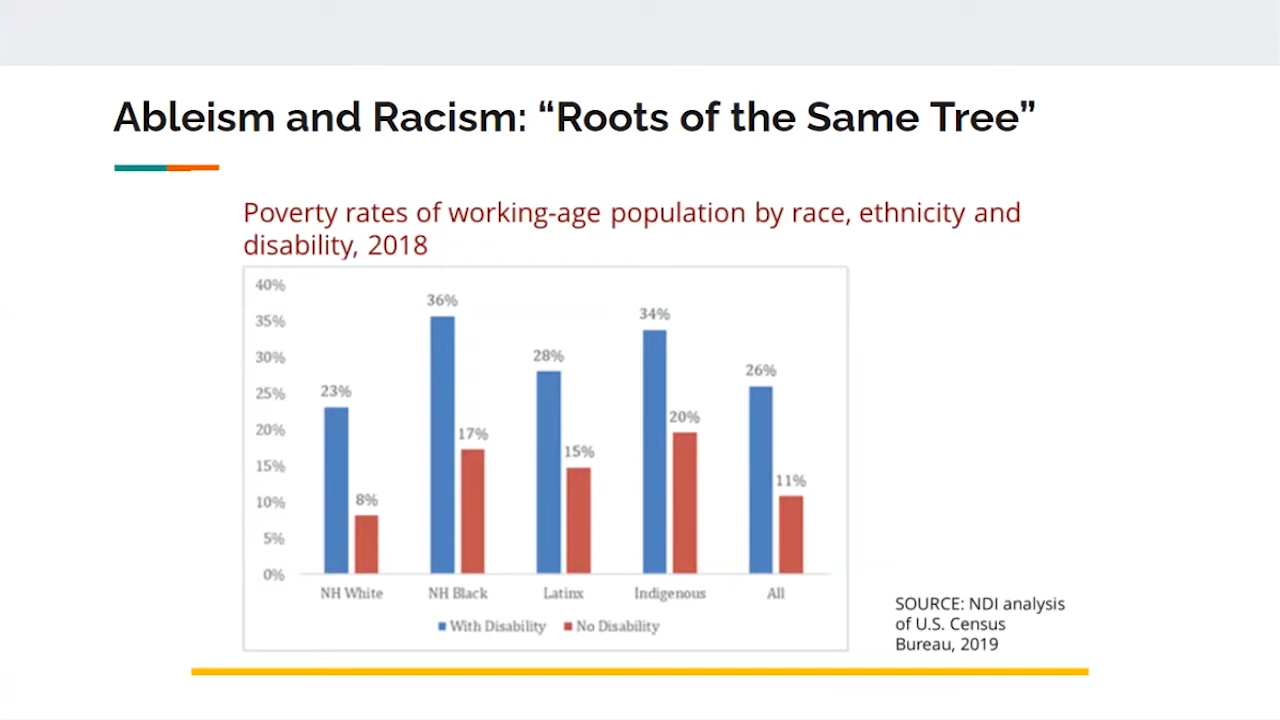 Ableism and Racism: “Roots of the Same Tree”
Poverty rates of working-age population by race, ethnicity and
disability, 2018
40%
35%
30%
25%
20%
15%
10%
5%
0%
23%
8%
36%
17%
28%
15%
34%
20%
26%
11%
NH White
NH Black
Latinx
Indigenous
All
With Disability
No Disability
SOURCE: NDI analysis
of U.S. Census
Bureau, 2019